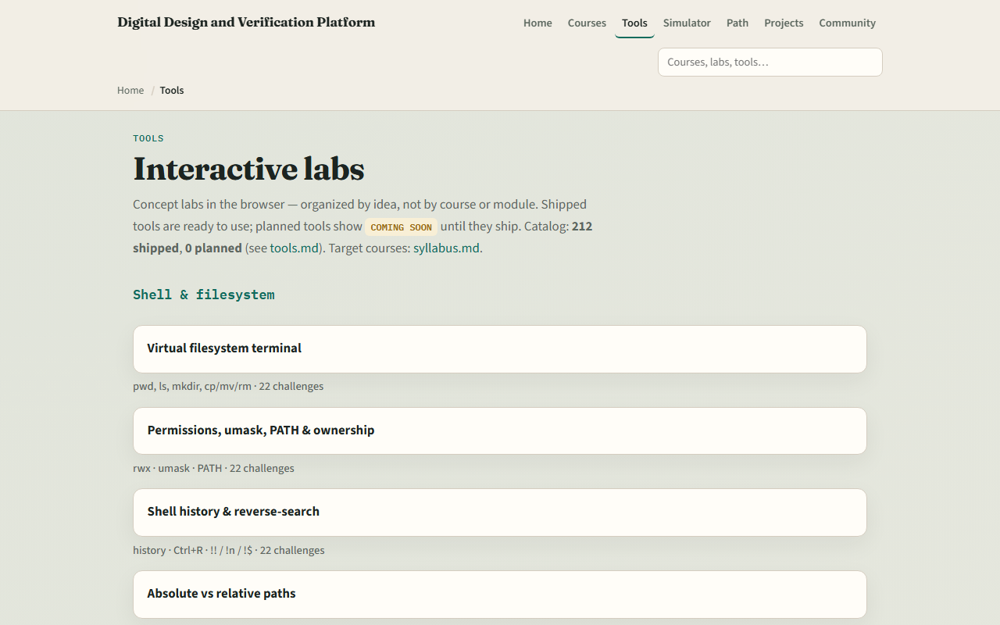 Digital Design and Verification Platform
Home Courses Tools Simulator Path Projects Community
Courses, labs, tools…
Home / Tools
TOOLS
Interactive labs
Concept labs in the browser — organized by idea, not by course or module. Shipped
tools are ready to use; planned tools show COMING SOON until they ship. Catalog: 212
shipped, 0 planned (see tools.md). Target courses: syllabus.md.
Shell & filesystem
Virtual filesystem terminal
pwd, ls, mkdir, cp/mv/rm · 22 challenges
Permissions, umask, PATH & ownership
rwx · umask · PATH · 22 challenges
Shell history & reverse-search
history · Ctrl+R · !! / !n / !$ · 22 challenges
Absolute vs relative paths